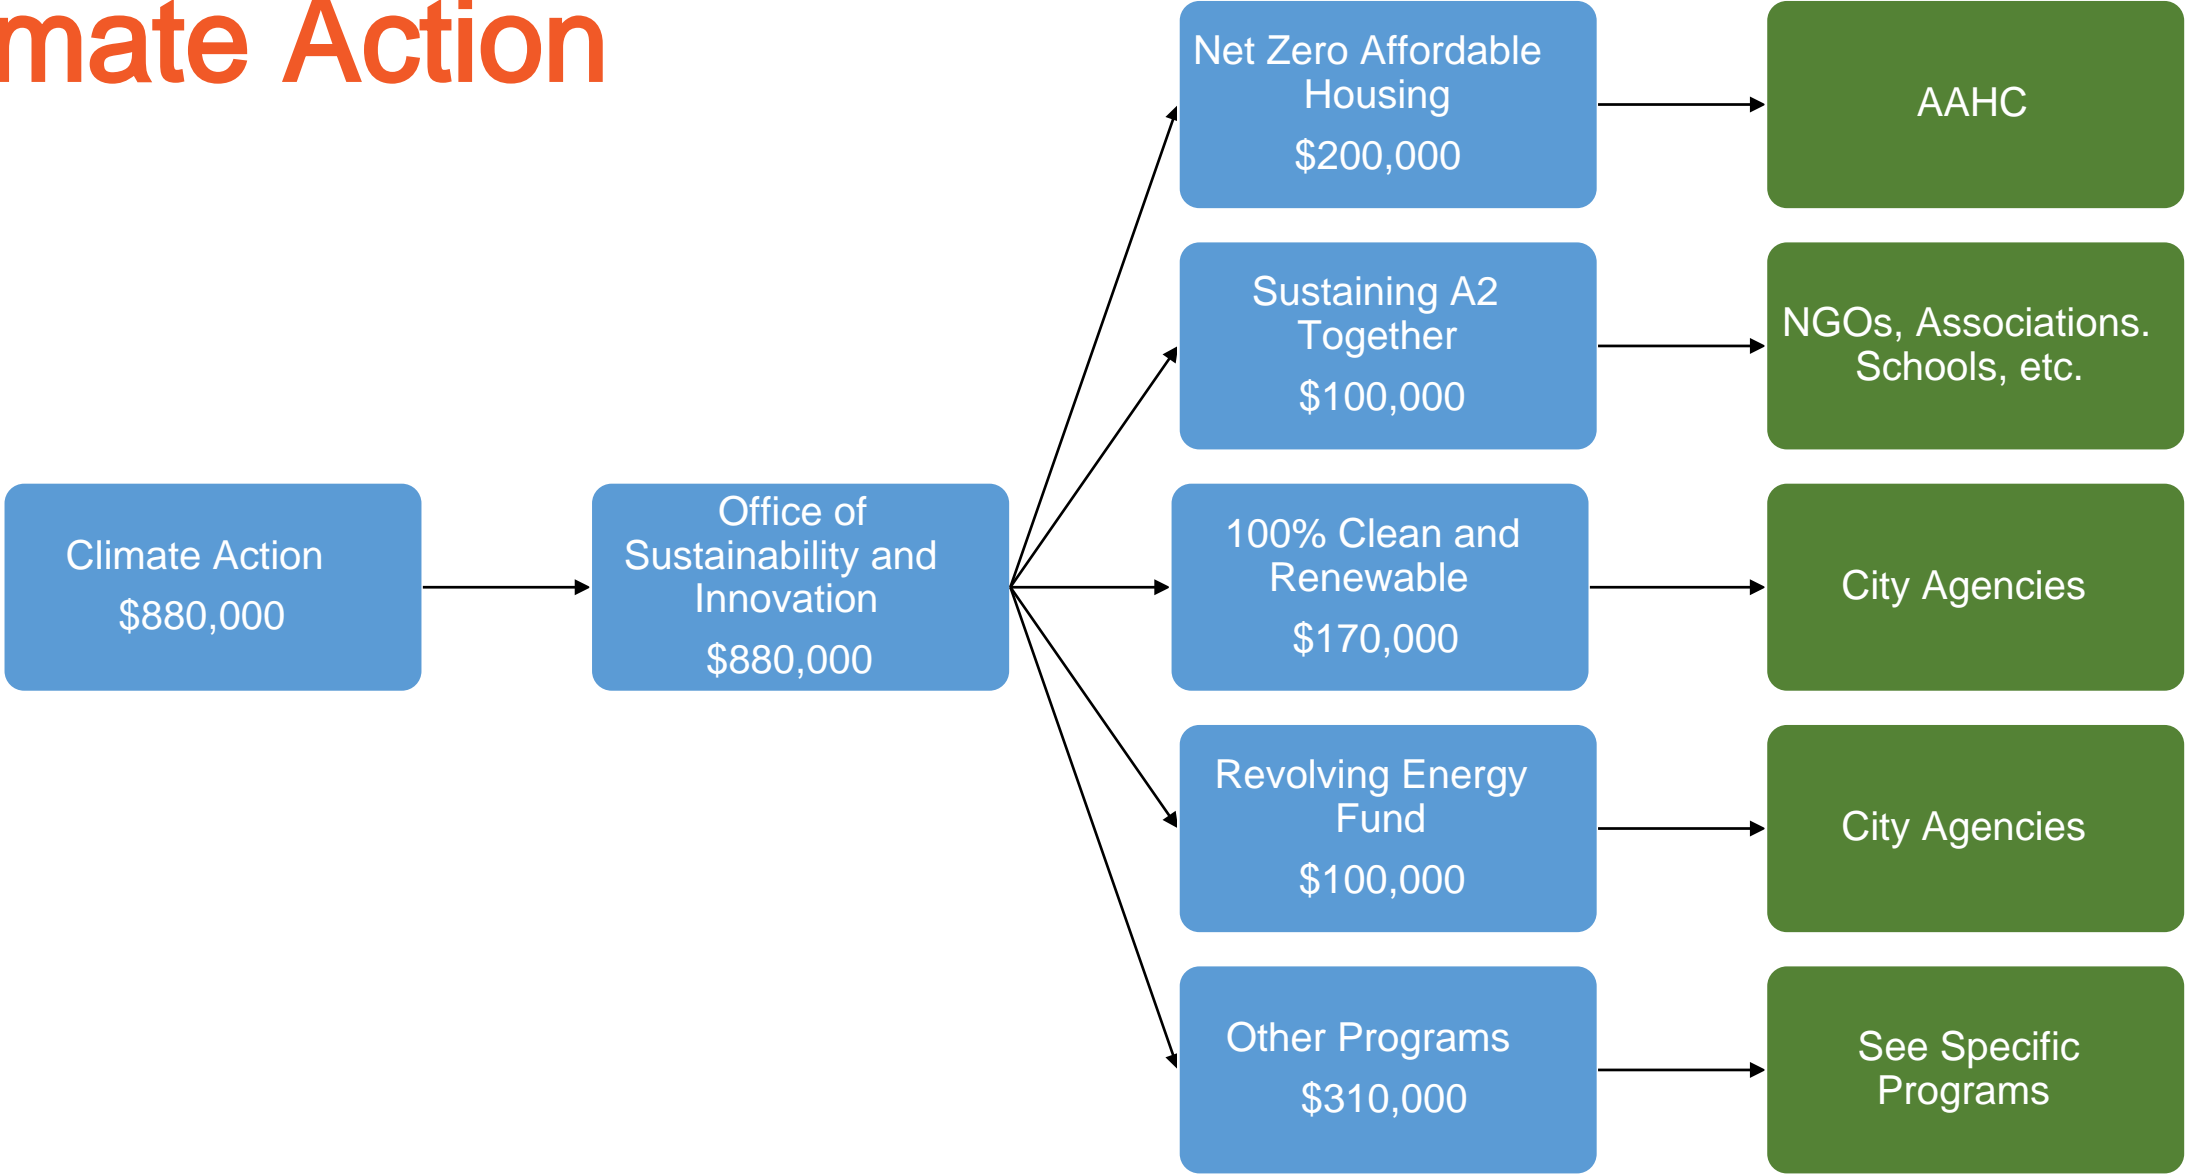 mate Action
Net Zero Affordable
Housing
$200,000
AAHC
Sustaining A2
Together
$100,000
NGOs, Associations.
Schools, etc.
Climate Action
$880,000
Office of
Sustainability and
Innovation
$880,000
100% Clean and
Renewable
$170,000
City Agencies
Revolving Energy
Fund
$100,000
City Agencies
Other Programs
$310,000
See Specific
Programs